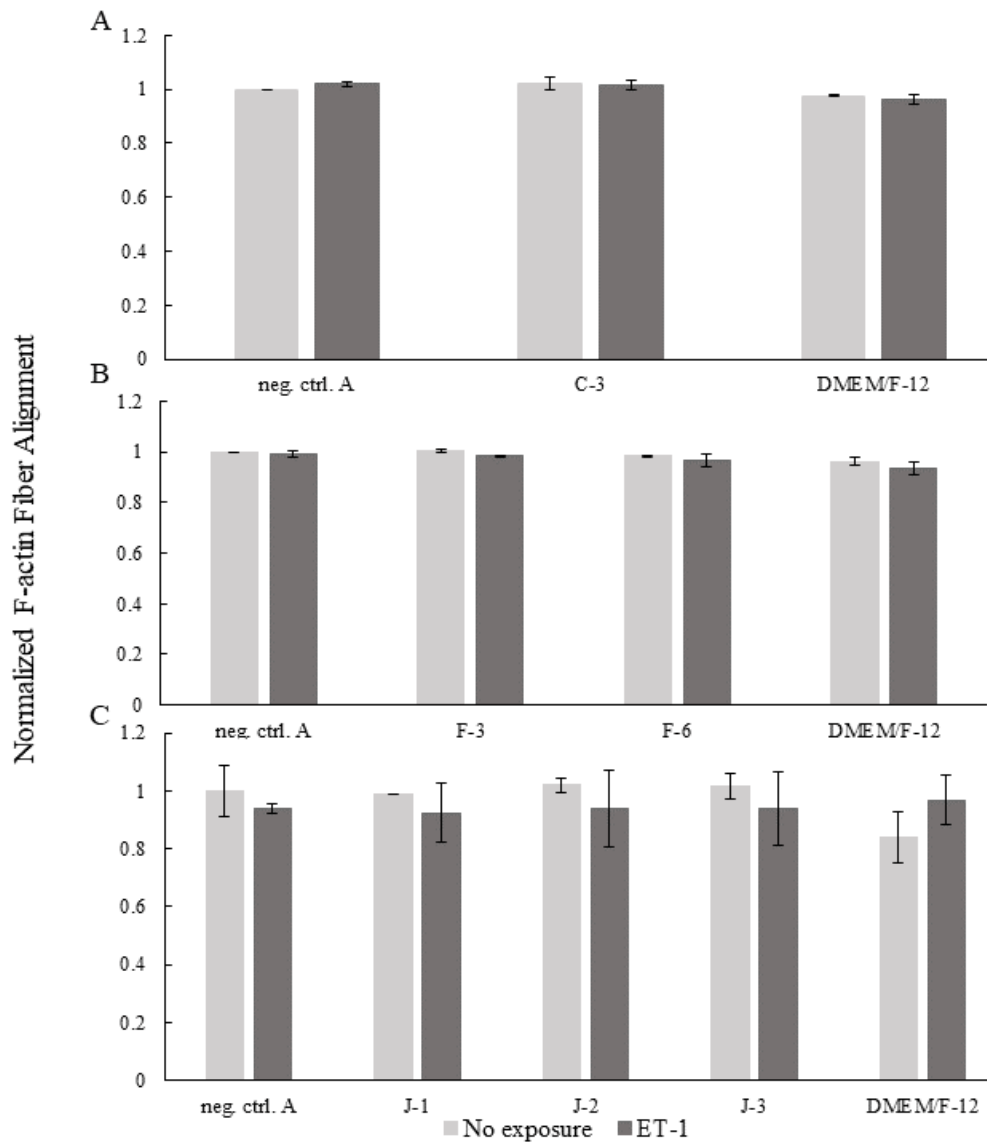 Normalized F-actin Fiber Alignment
A
1.2
1
0.8
0.6
0.4
0.2
0
neg. ctrl. A C-3 DMEM/F-12
B
1.2
1
0.8
0.6
0.4
0.2
0
neg. ctrl. A F-3 F-6 DMEM/F-12
C
1.2
1
0.8
0.6
0.4
0.2
0
neg. ctrl. A J-1 J-2 J-3 DMEM/F-12
No exposure ET-1